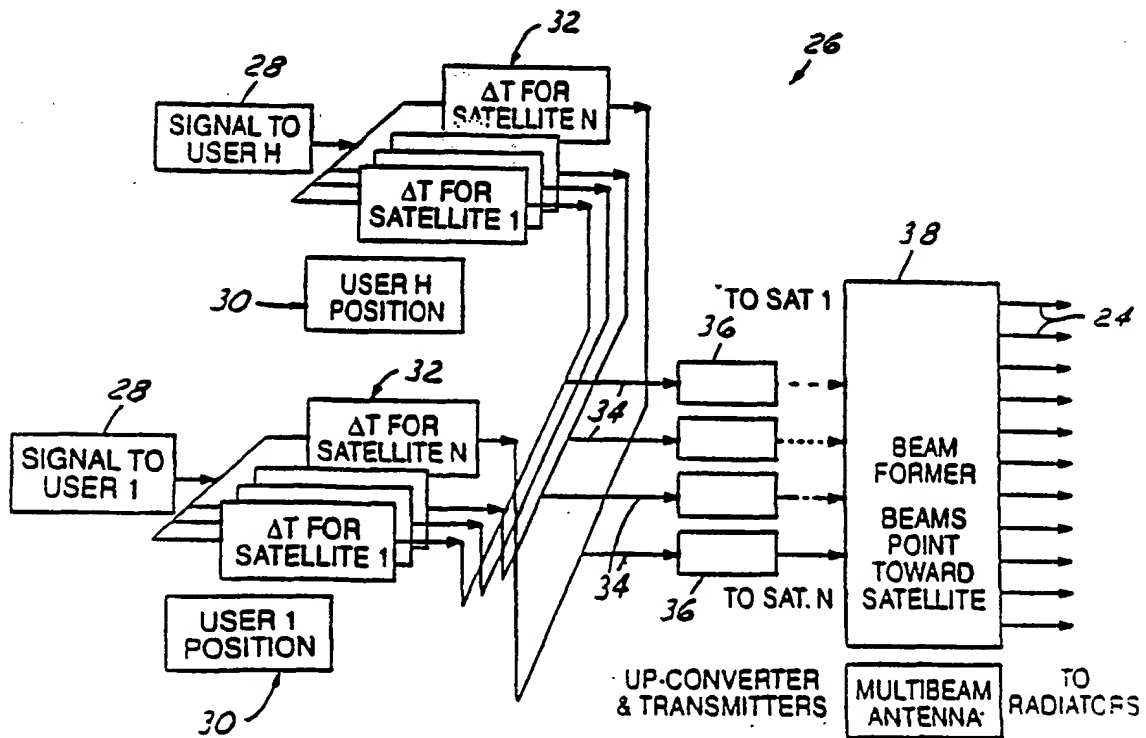 32
26
28
ΔT FOR
SATELLITE N
SIGNAL TO
USER H
ΔT FOR
SATELLITE 1
38
30
USER H
POSITION
TO SAT 1
24
36
32
28
ΔT FOR
SATELLITE N
34
SIGNAL TO
USER 1
BEAM
FORMER
ΔT FOR
SATELLITE 1
BEAMS
POINT
TOWARD
SATELLITE
34
36
TO SAT. N
USER 1
POSITION
30
UP-CONVERTER
& TRANSMITTERS
MULTIBEAM
ANTENNA
TO
RADIATORS